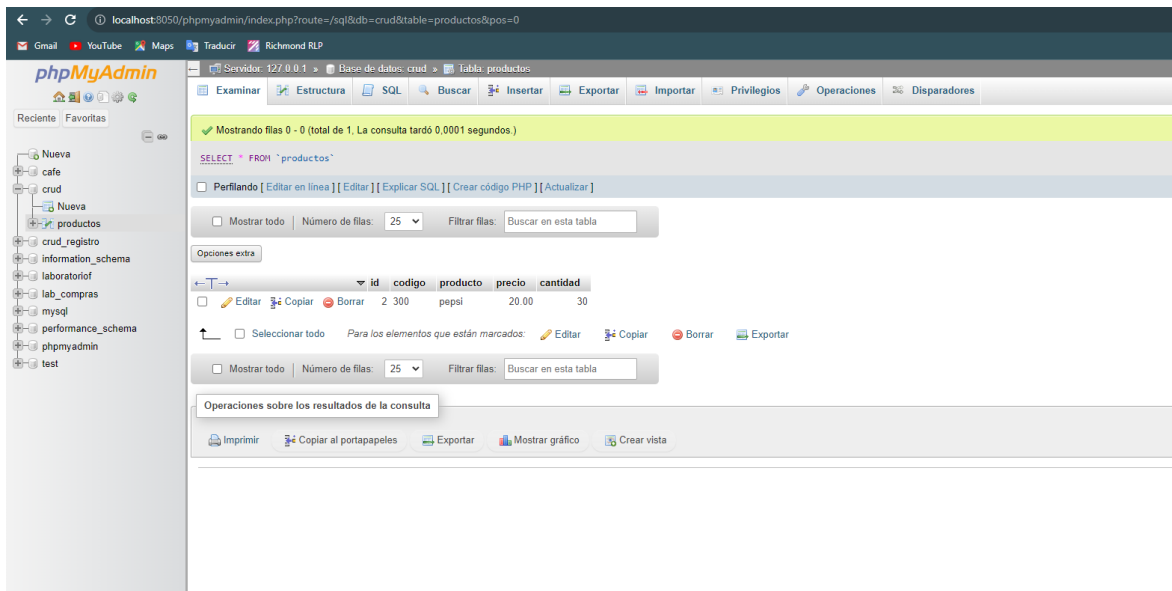 localhost:8050/phpmyadmin/index.php?route=/sql&db=crud&table=productos&pos=0
Gmail YouTube Maps Traducir Richmond RLP
phpMyAdmin
Reciente Favoritas
Nueva
cafe
crud
Nueva
productos
crud_registro
information_schema
laboratoriof
lab_compras
mysql
performance_schema
phpmyadmin
test
Servidor: 127.0.0.1 » Base de datos: crud » Tabla: productos
Examinar Estructura SQL Buscar Insertar Exportar Importar Privilegios Operaciones Disparadores
Mostrando filas 0 - 0 (total de 1, La consulta tardó 0,0001 segundos.)
SELECT * FROM `productos`
Perfilando [ Editar en línea ] [ Editar ] [ Explicar SQL ] [ Crear código PHP ] [ Actualizar ]
Mostrar todo | Número de filas: 25 Filtrar filas: Buscar en esta tabla
Opciones extra
←T→ id codigo producto precio cantidad
Editar Copiar Borrar 2 300 pepsi 20.00 30
Seleccionar todo Para los elementos que están marcados: Editar Copiar Borrar Exportar
Mostrar todo | Número de filas: 25 Filtrar filas: Buscar en esta tabla
Operaciones sobre los resultados de la consulta
Imprimir Copiar al portapapeles Exportar Mostrar gráfico Crear vista